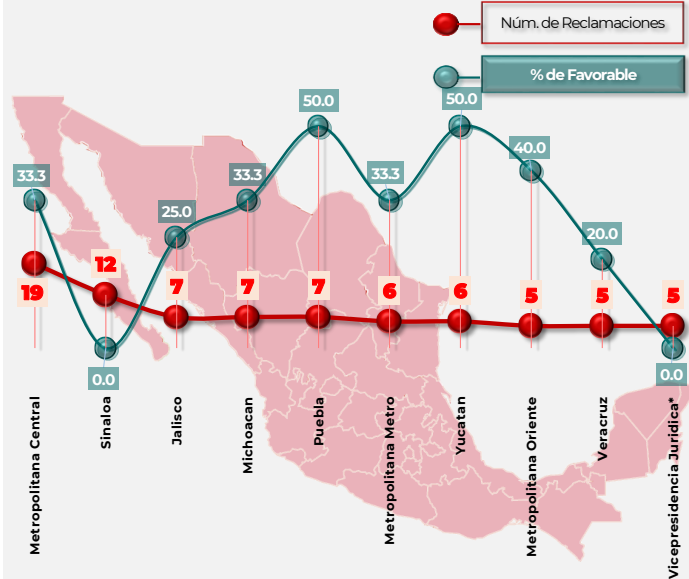 Núm. de Reclamaciones
% de Favorable
50.0
50.0
33.3
33.3
33.3
40.0
25.0
20.0
19
12
7
7
7
6
6
5
5
5
0.0
0.0
Metropolitana Central
Sinaloa
Jalisco
Michoacan
Puebla
Metropolitana Metro
Yucatan
Metropolitana Oriente
Veracruz
Vicepresidencia Juridica*